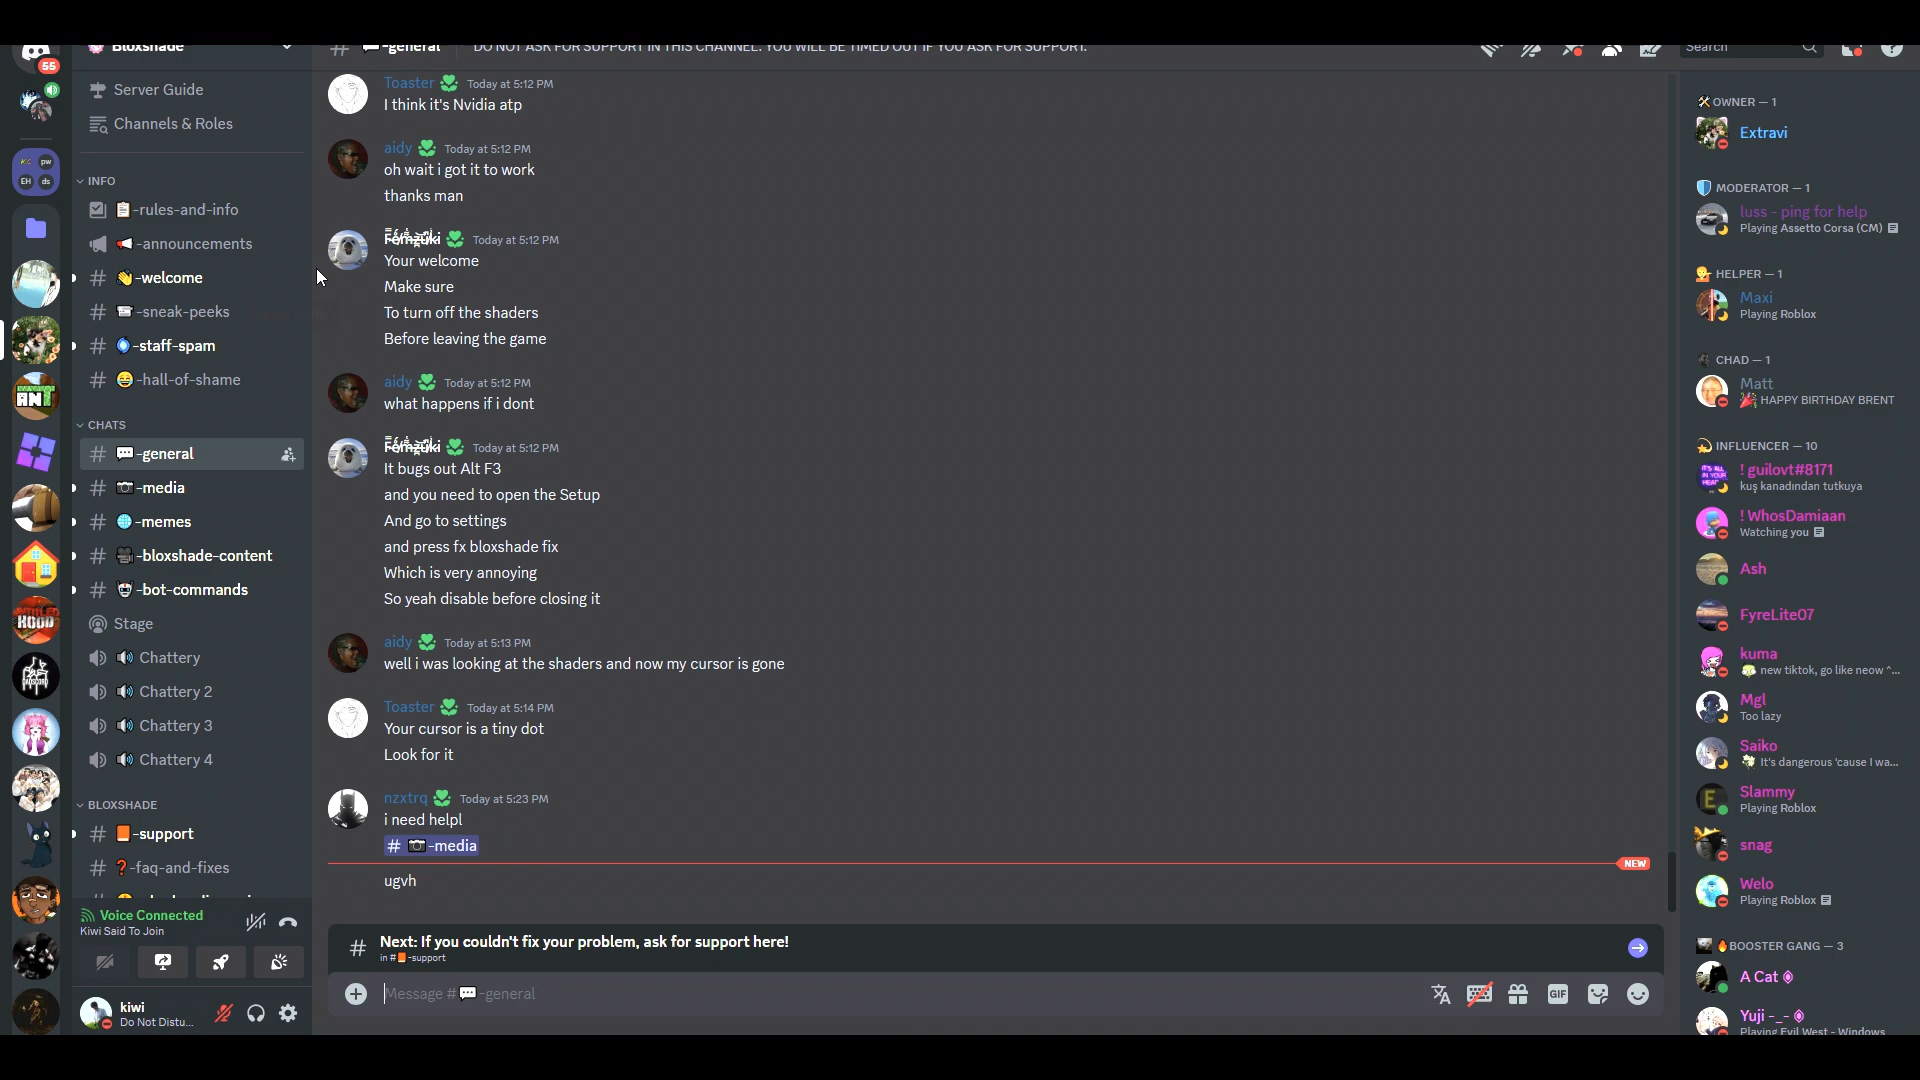 55
Bloxshade
Server Guide
Channels & Roles
INFO
-rules-and-info
-announcements
-welcome
-sneak-peeks
-staff-spam
-hall-of-shame
CHATS
-general
-media
-memes
-bloxshade-content
-bot-commands
Stage
Chattery
Chattery 2
Chattery 3
Chattery 4
BLOXSHADE
-support
-faq-and-fixes
Voice Connected
Kiwi Said To Join
kiwi
Do Not Distu...
# -general
DO NOT ASK FOR SUPPORT IN THIS CHANNEL. YOU WILL BE TIMED OUT IF YOU ASK FOR SUPPORT.
Search
Toaster Today at 5:12 PM
I think it's Nvidia atp
aidy Today at 5:12 PM
oh wait i got it to work
thanks man
Today at 5:12 PM
Your welcome
Make sure
To turn off the shaders
Before leaving the game
aidy Today at 5:12 PM
what happens if i dont
Today at 5:12 PM
It bugs out Alt F3
and you need to open the Setup
And go to settings
and press fx bloxshade fix
Which is very annoying
So yeah disable before closing it
aidy Today at 5:13 PM
well i was looking at the shaders and now my cursor is gone
Toaster Today at 5:14 PM
Your cursor is a tiny dot
Look for it
nzxtrq Today at 5:23 PM
i need helpl
# -media
NEW
ugvh
# Next: If you couldn't fix your problem, ask for support here!
in # -support
Message # -general
GIF
OWNER — 1
Extravi
MODERATOR — 1
luss - ping for help
Playing Assetto Corsa (CM)
HELPER — 1
Maxi
Playing Roblox
CHAD — 1
Matt
HAPPY BIRTHDAY BRENT
INFLUENCER — 10
! guilovt#8171
kuş kanadından tutkuya
! WhosDamiaan
Watching you
Ash
FyreLite07
kuma
new tiktok, go like neow ^...
Mgl
Too lazy
Saiko
It's dangerous 'cause I wa...
Slammy
Playing Roblox
snag
Welo
Playing Roblox
BOOSTER GANG — 3
A Cat
Yuji -_-
Playing Evil West - Windows